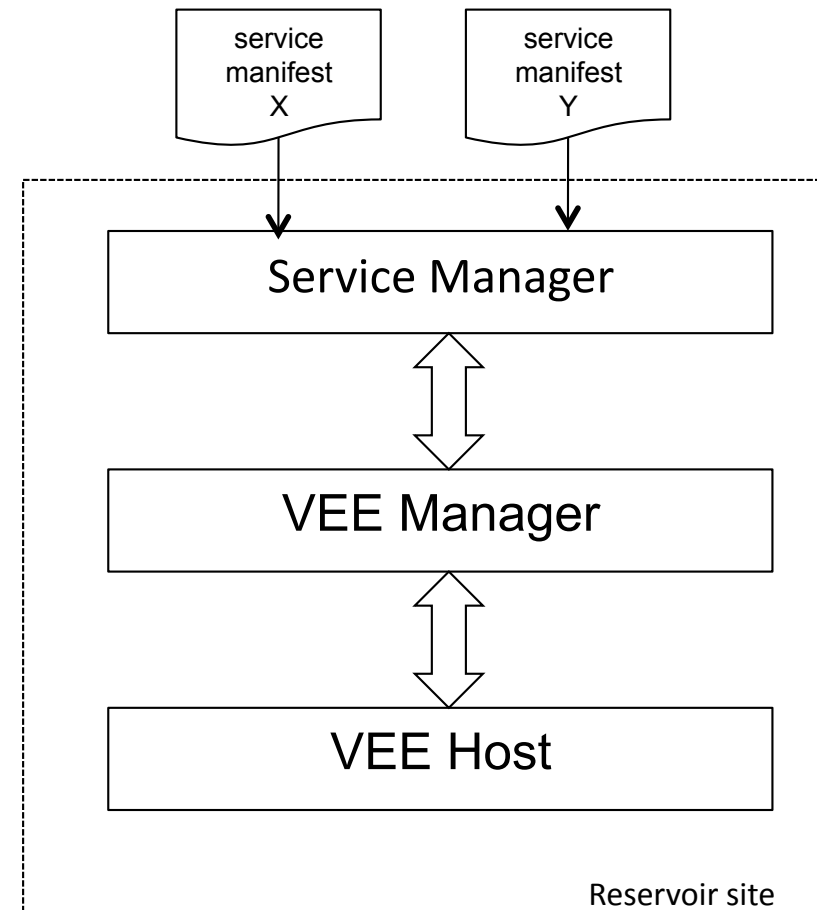 service
manifest
X
service
manifest
Y
Service Manager
VEE Manager
VEE Host
Reservoir site